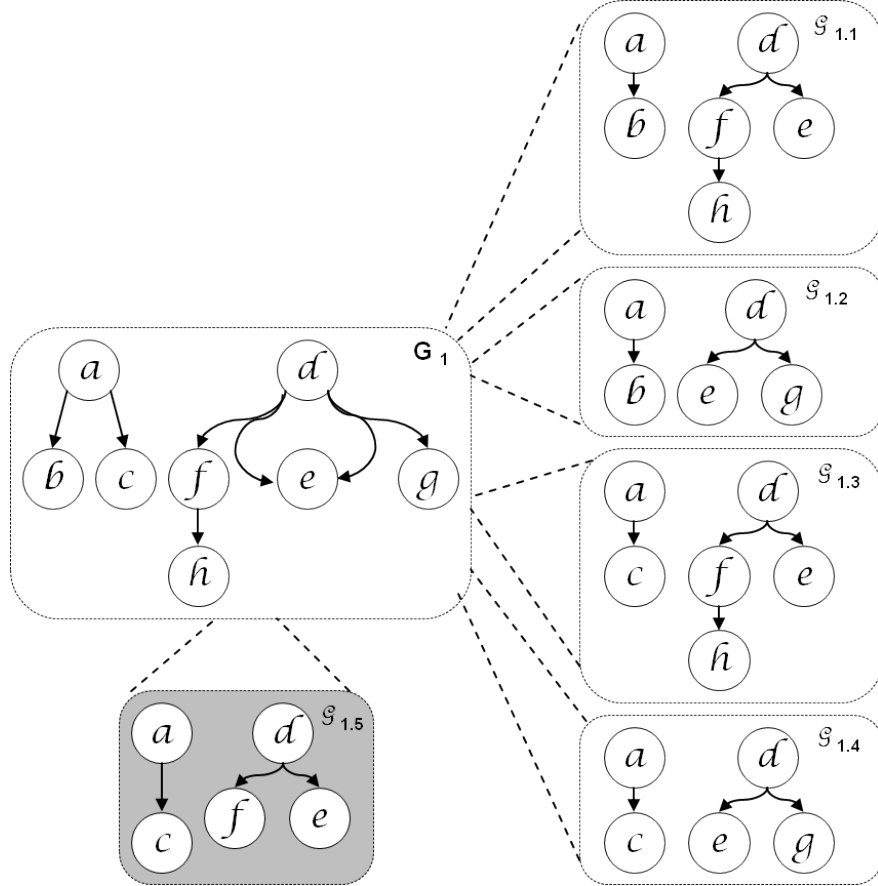 a d 𝒢 1.1
b f e
h
a d 𝒢 1.2
b e g
a d G 1
b c f e g
h
a d 𝒢 1.3
c f e
h
a d 𝒢 1.5
c f e
a d 𝒢 1.4
c e g